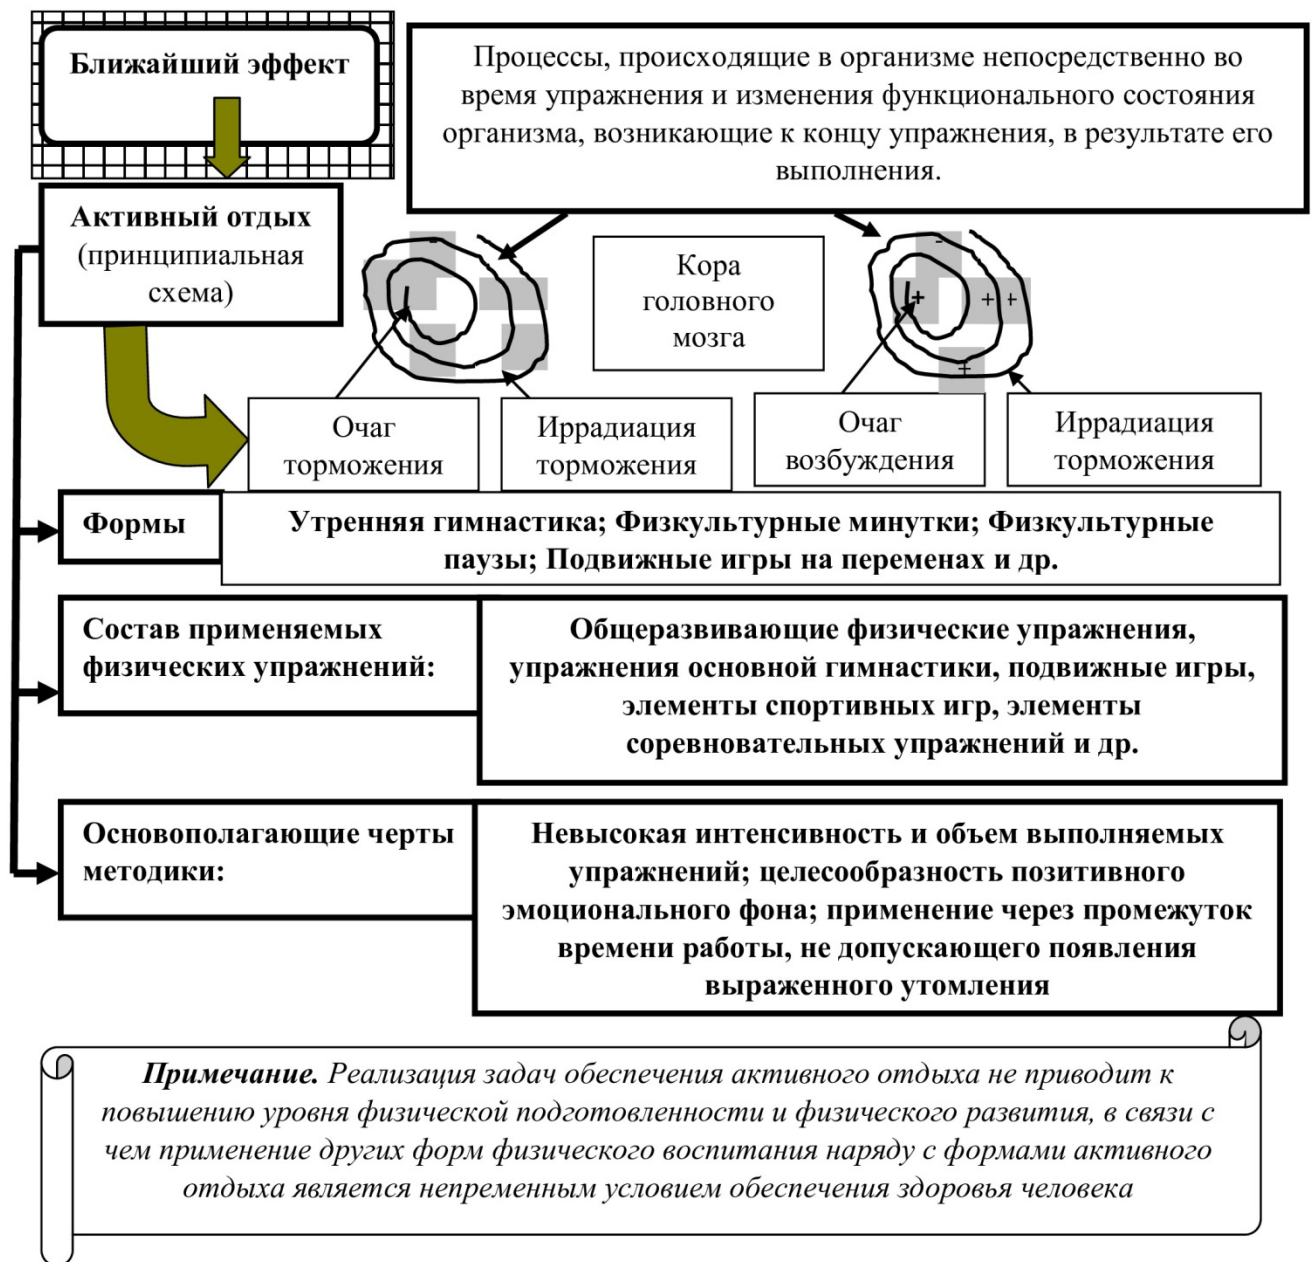 Ближайший эффект
Процессы, происходящие в организме непосредственно во
время упражнения и изменения функционального состояния
организма, возникающие к концу упражнения, в результате его
выполнения.
Активный отдых
(принципиальная
схема)
-
Кора
головного
мозга
-
+
+ +
+
Очаг
торможения
Иррадиация
торможения
Очаг
возбуждения
Иррадиация
торможения
Формы
Утренняя гимнастика; Физкультурные минутки; Физкультурные
паузы; Подвижные игры на переменах и др.
Состав применяемых
физических упражнений:
Общеразвивающие физические упражнения,
упражнения основной гимнастики, подвижные игры,
элементы спортивных игр, элементы
соревновательных упражнений и др.
Основополагающие черты
методики:
Невысокая интенсивность и объем выполняемых
упражнений; целесообразность позитивного
эмоционального фона; применение через промежуток
времени работы, не допускающего появления
выраженного утомления
Примечание. Реализация задач обеспечения активного отдыха не приводит к
повышению уровня физической подготовленности и физического развития, в связи с
чем применение других форм физического воспитания наряду с формами активного
отдыха является непременным условием обеспечения здоровья человека